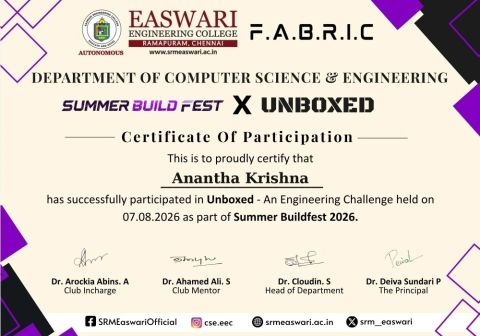 EASWARI
ENGINEERING COLLEGE
RAMAPURAM, CHENNAI
AUTONOMOUS
www.srmeaswari.ac.in
F.A.B.R.I.C
DEPARTMENT OF COMPUTER SCIENCE & ENGINEERING
SUMMER BUILD FEST X UNBOXED
Certificate Of Participation
This is to proudly certify that
Anantha Krishna
has successfully participated in Unboxed - An Engineering Challenge held on
07.08.2026 as part of Summer Buildfest 2026.
Dr. Arockia Abins. A
Club Incharge
Dr. Ahamed Ali. S
Club Mentor
Dr. Cloudin. S
Head of Department
Dr. Deiva Sundari P
The Principal
SRMEaswariOfficial
cse.eec
srmeaswari.ac.in
srm_easwari